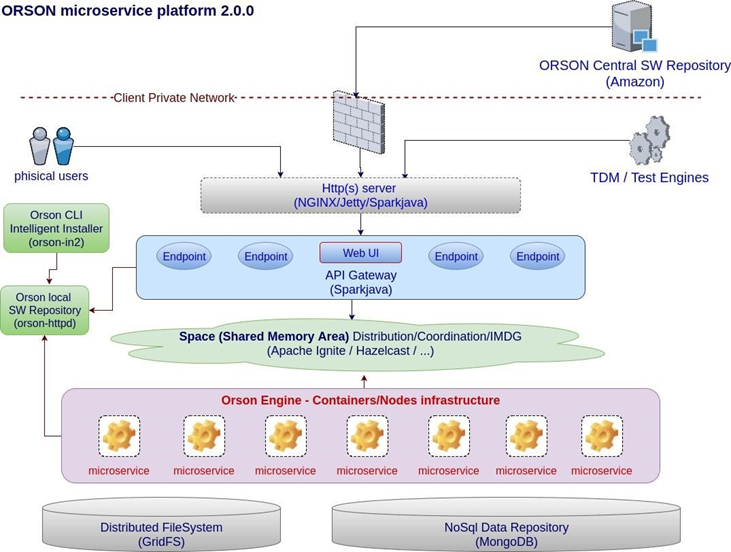 ORSON microservice platform 2.0.0
ORSON Central SW Repository
(Amazon)
Client Private Network
phisical users
TDM / Test Engines
Http(s) server
(NGINX/Jetty/Sparkjava)
Orson CLI
Intelligent Installer
(orson-in2)
Endpoint
Endpoint
Web UI
Endpoint
Endpoint
API Gateway
(Sparkjava)
Orson local
SW Repository
(orson-httpd)
Space (Shared Memory Area) Distribution/Coordination/IMDG
(Apache Ignite / Hazelcast / ...)
Orson Engine - Containers/Nodes infrastructure
microservice
microservice
microservice
microservice
microservice
microservice
microservice
Distributed FileSystem
(GridFS)
NoSql Data Repository
(MongoDB)